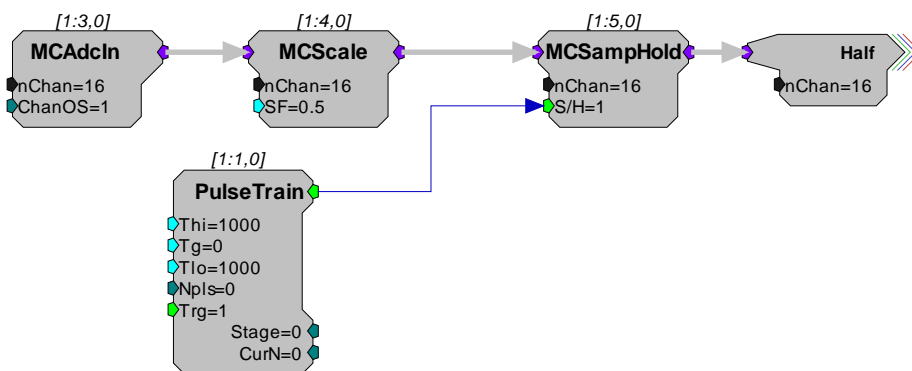 [1:3,0]
MCAdcIn
nChan=16
ChanOS=1
[1:4,0]
MCScale
nChan=16
SF=0.5
[1:5,0]
MCSampHold
nChan=16
S/H=1
Half
nChan=16
[1:1,0]
PulseTrain
Thi=1000
Tg=0
Tlo=1000
Npls=0
Trg=1
Stage=0
CurN=0